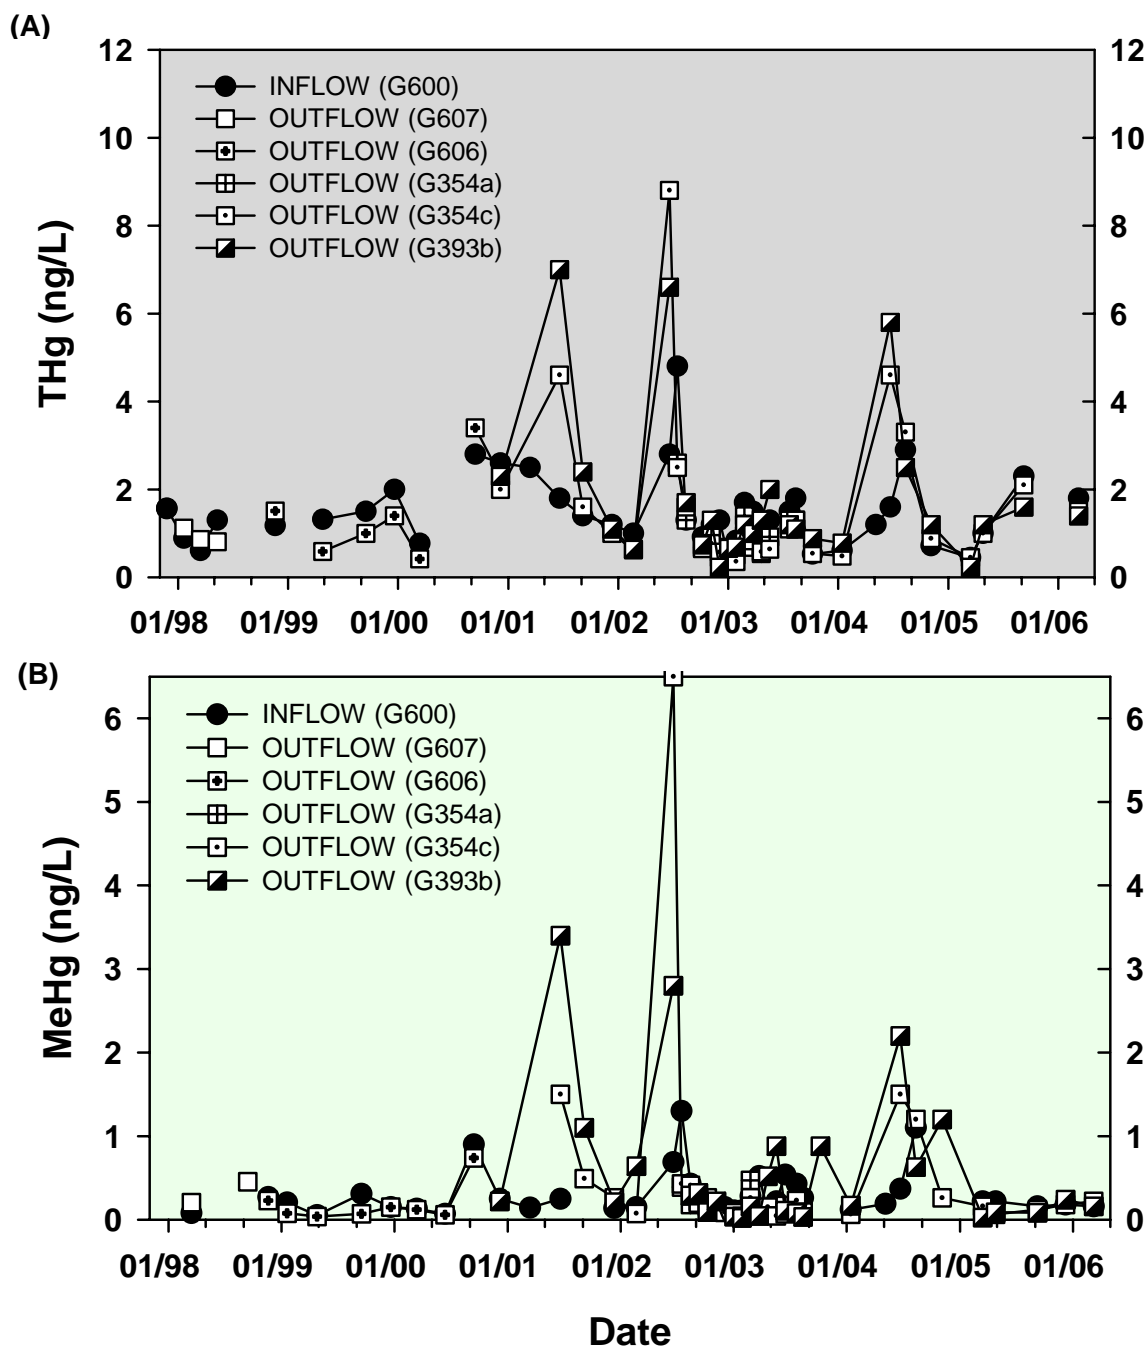 (A)
12 12
10 10
8 8
6 6
4 4
2 2
0 0
THg (ng/L)
INFLOW (G600)
OUTFLOW (G607)
OUTFLOW (G606)
OUTFLOW (G354a)
OUTFLOW (G354c)
OUTFLOW (G393b)
01/98 01/99 01/00 01/01 01/02 01/03 01/04 01/05 01/06
(B)
6 6
5 5
4 4
3 3
2 2
1 1
0 0
MeHg (ng/L)
INFLOW (G600)
OUTFLOW (G607)
OUTFLOW (G606)
OUTFLOW (G354a)
OUTFLOW (G354c)
OUTFLOW (G393b)
01/98 01/99 01/00 01/01 01/02 01/03 01/04 01/05 01/06
Date